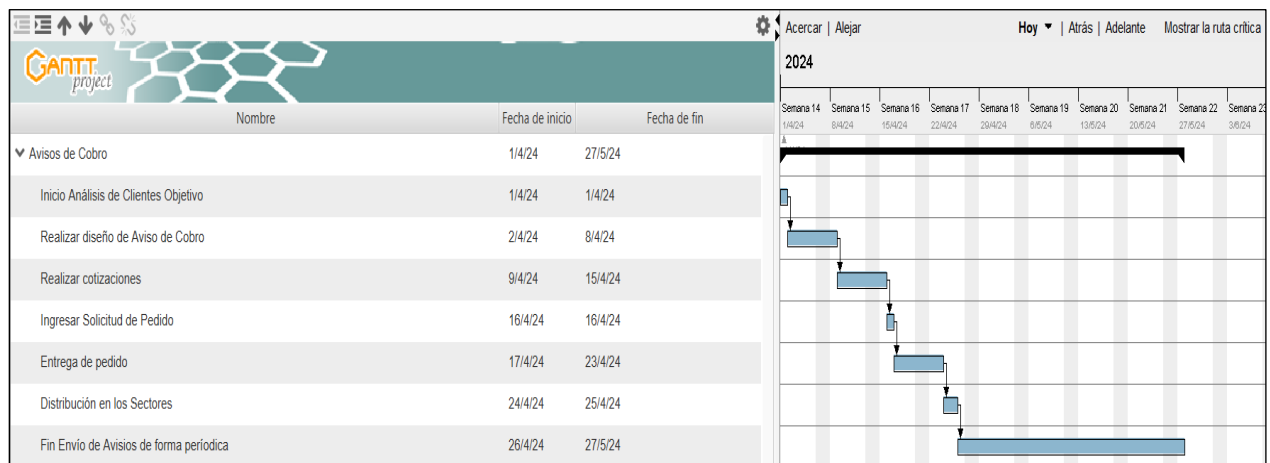 Acercar | Alejar Hoy ▼ | Atrás | Adelante Mostrar la ruta crítica
GANTT project
2024
Semana 14 Semana 15 Semana 16 Semana 17 Semana 18 Semana 19 Semana 20 Semana 21 Semana 22 Semana 23
1/4/24 8/4/24 15/4/24 22/4/24 29/4/24 6/5/24 13/5/24 20/5/24 27/5/24 3/6/24
Nombre Fecha de inicio Fecha de fin
Avisos de Cobro 1/4/24 27/5/24
Inicio Análisis de Clientes Objetivo 1/4/24 1/4/24
Realizar diseño de Aviso de Cobro 2/4/24 8/4/24
Realizar cotizaciones 9/4/24 15/4/24
Ingresar Solicitud de Pedido 16/4/24 16/4/24
Entrega de pedido 17/4/24 23/4/24
Distribución en los Sectores 24/4/24 25/4/24
Fin Envío de Avisios de forma períodica 26/4/24 27/5/24